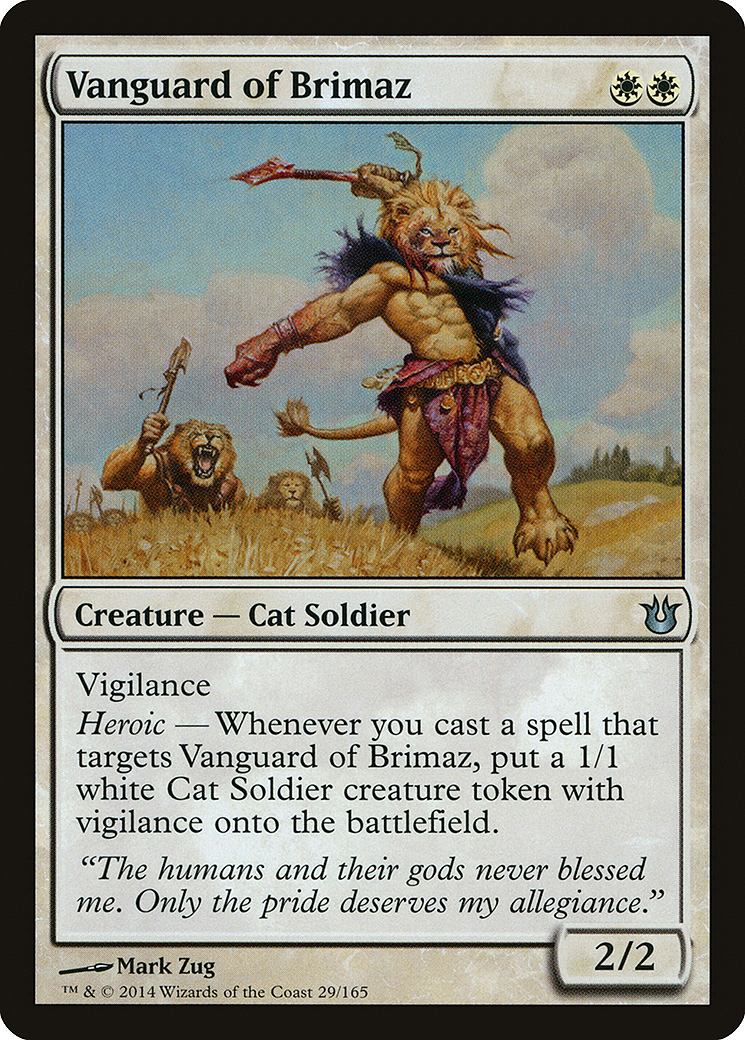 Vanguard of Brimaz
Creature — Cat Soldier
Vigilance
Heroic — Whenever you cast a spell that
targets Vanguard of Brimaz, put a 1/1
white Cat Soldier creature token with
vigilance onto the battlefield.
“The humans and their gods never blessed
me. Only the pride deserves my allegiance.”
2/2
Mark Zug
™ & © 2014 Wizards of the Coast 29/165